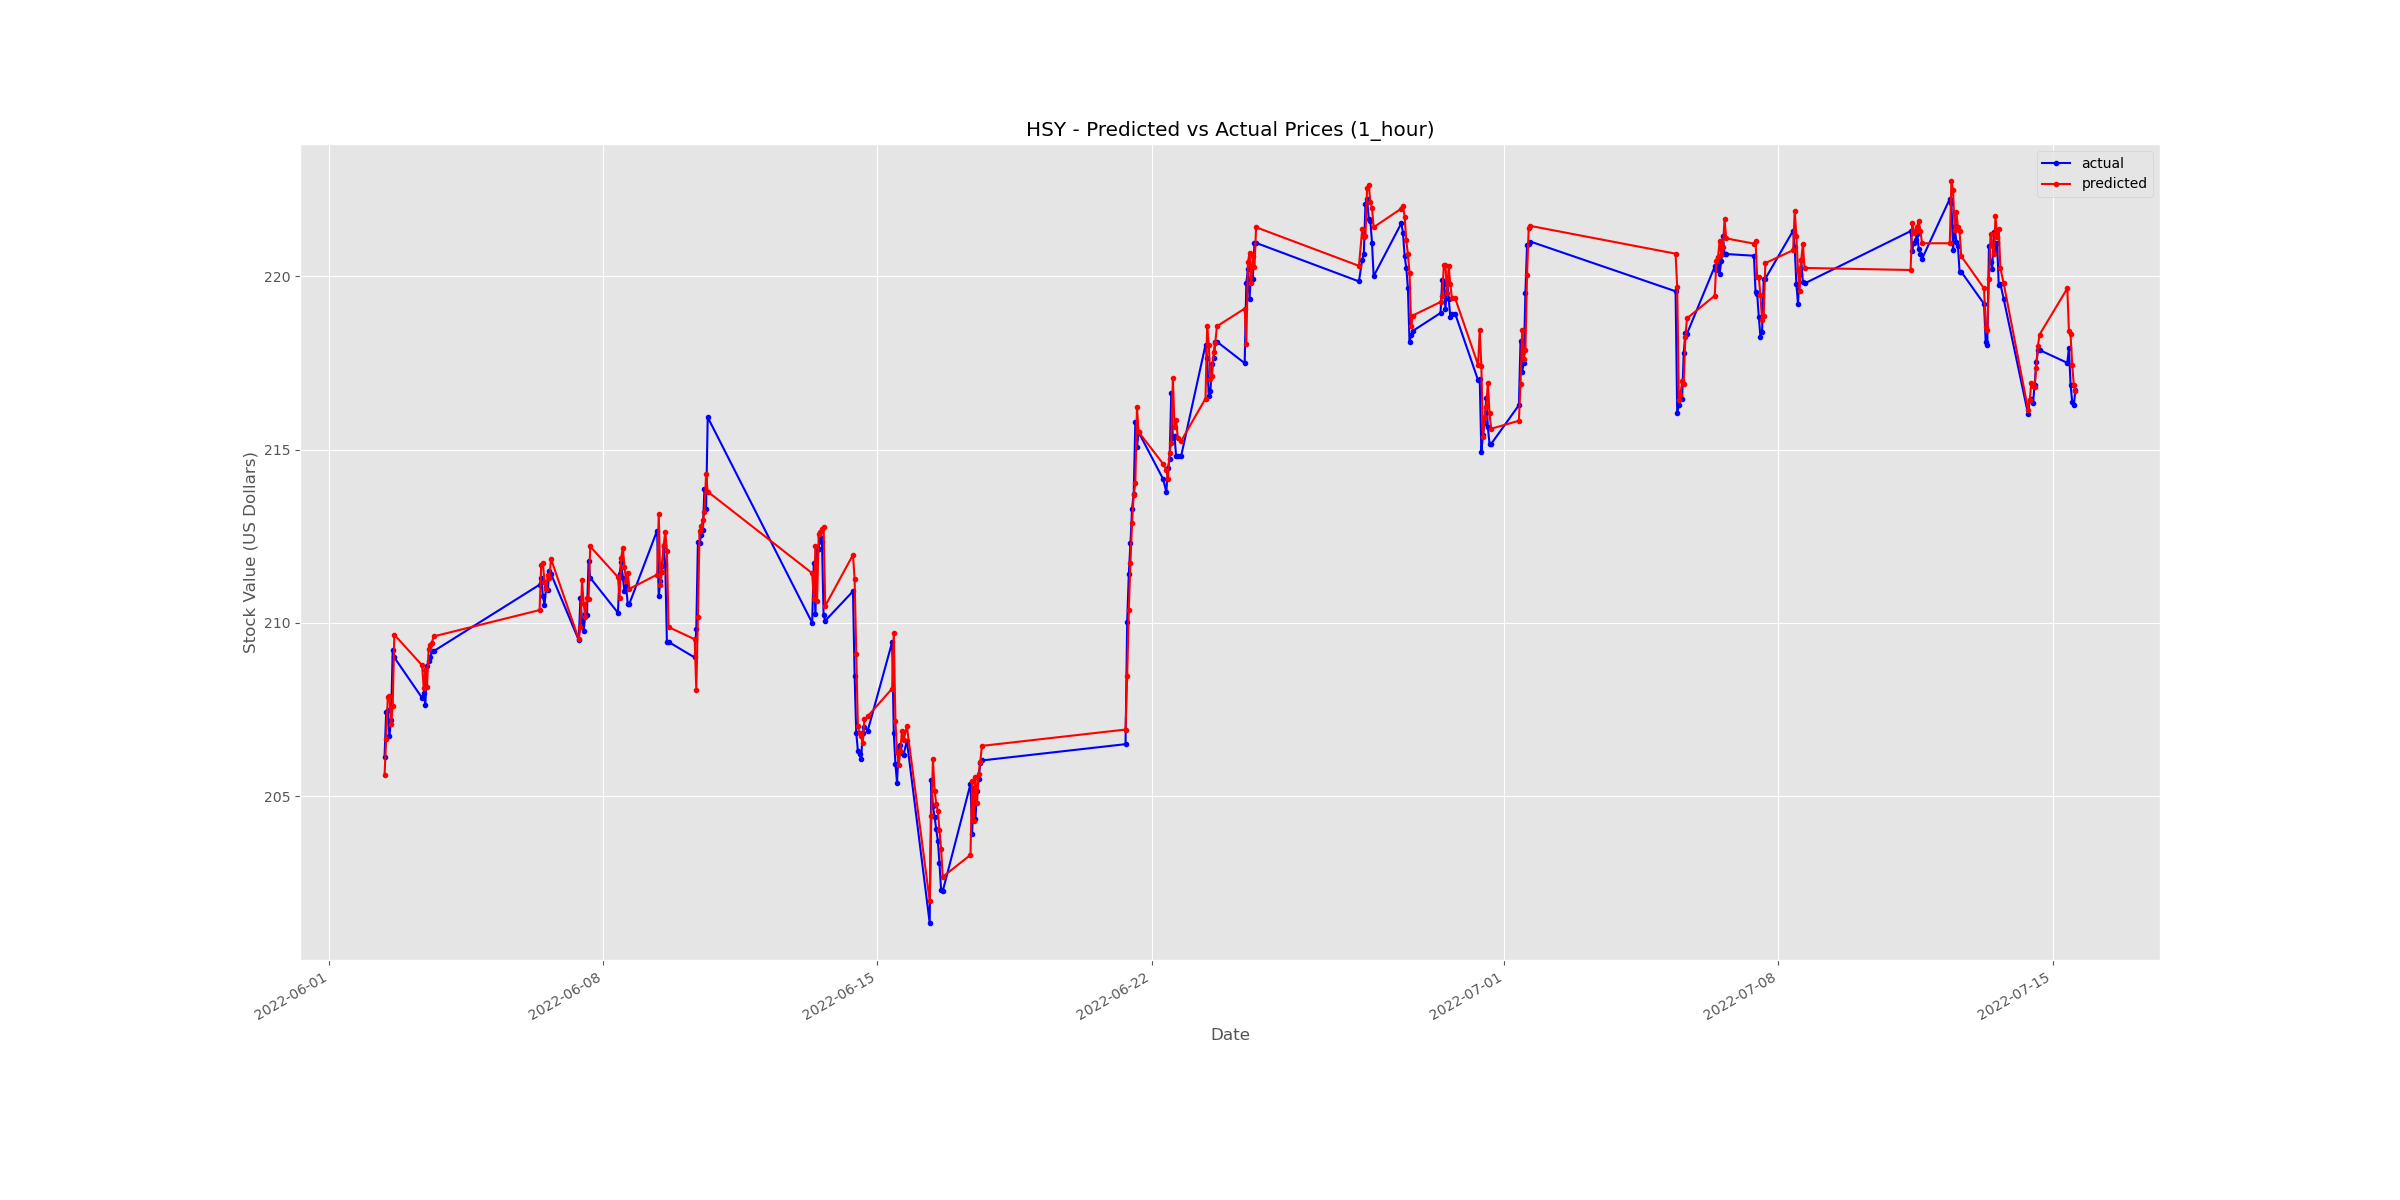 HSY - Predicted vs Actual Prices (1_hour)
actual
predicted
Stock Value (US Dollars)
220
215
210
205
2022-06-01
2022-06-08
2022-06-15
2022-06-22
2022-07-01
2022-07-08
2022-07-15
Date